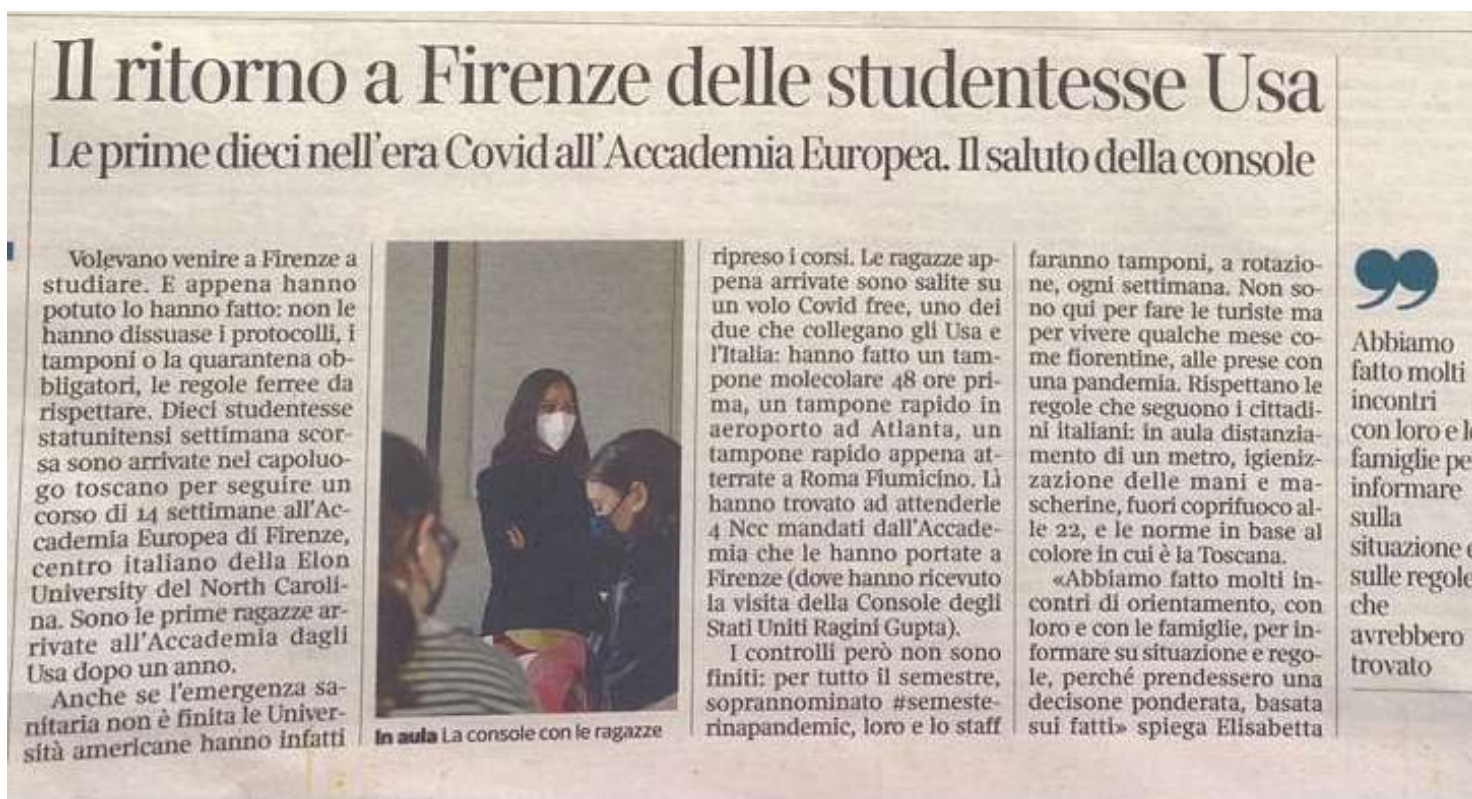 Il ritorno a Firenze delle studentesse Usa
Le prime dieci nell'era Covid all'Accademia Europea. Il saluto della console
Volevano venire a Firenze a
studiare. E appena hanno
potuto lo hanno fatto: non le
hanno dissuase i protocolli, i
tamponi o la quarantena ob-
bligatori, le regole ferree da
rispettare. Dieci studentesse
statunitensi settimana scor-
sa sono arrivate nel capoluo-
go toscano per seguire un
corso di 14 settimane all'Ac-
cademia Europea di Firenze,
centro italiano della Elon
University del North Caroli-
na. Sono le prime ragazze ar-
rivate all'Accademia dagli
Usa dopo un anno.
Anche se l'emergenza sa-
nitaria non è finita le Univer-
sità americane hanno infatti
In aula La console con le ragazze
ripreso i corsi. Le ragazze ap-
pena arrivate sono salite su
un volo Covid free, uno dei
due che collegano gli Usa e
l'Italia: hanno fatto un tam-
pone molecolare 48 ore pri-
ma, un tampone rapido in
aeroporto ad Atlanta, un
tampone rapido appena at-
terrate a Roma Fiumicino. Lì
hanno trovato ad attenderle
4 Ncc mandati dall'Accade-
mia che le hanno portate a
Firenze (dove hanno ricevuto
la visita della Console degli
Stati Uniti Ragini Gupta).
I controlli però non sono
finiti: per tutto il semestre,
soprannominato #semeste-
rinapandemic, loro e lo staff
faranno tamponi, a rotazio-
ne, ogni settimana. Non so-
no qui per fare le turiste ma
per vivere qualche mese co-
me fiorentine, alle prese con
una pandemia. Rispettano le
regole che seguono i cittadi-
ni italiani: in aula distanzia-
mento di un metro, igieniz-
zazione delle mani e ma-
scherine, fuori coprifuoco al-
le 22, e le norme in base al
colore in cui è la Toscana.
«Abbiamo fatto molti in-
contri di orientamento, con
loro e con le famiglie, per in-
formare su situazione e rego-
le, perché prendessero una
decisone ponderata, basata
sui fatti» spiega Elisabetta
”
Abbiamo
fatto molti
incontri
con loro e
famiglie
informare
sulla
situazione
sulle regole
che
avrebbero
trovato